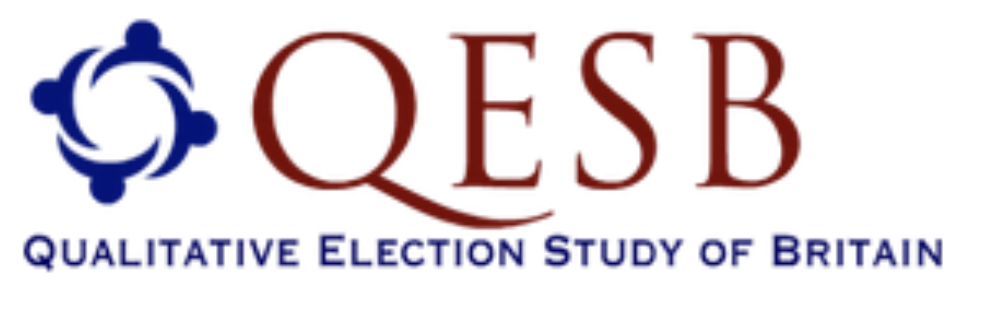 QESB
QUALITATIVE ELECTION STUDY OF BRITAIN